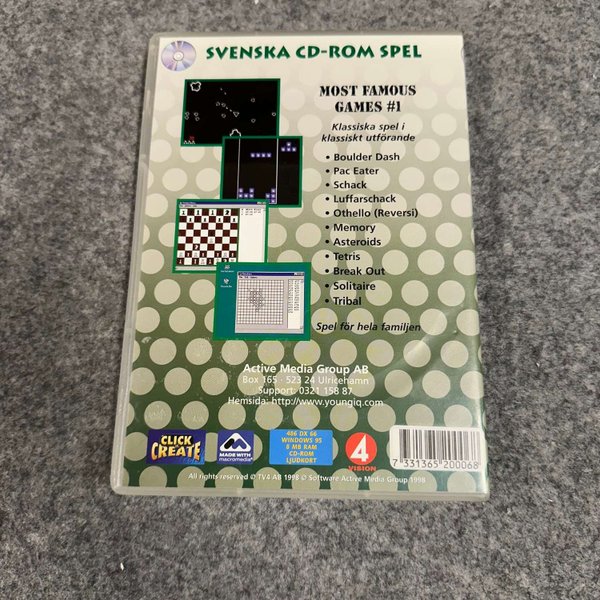 SVENSKA CD-ROM SPEL
MOST FAMOUS
GAMES #1
Klassiska spel i
klassiskt utförande
• Boulder Dash
• Pac Eater
• Schack
• Luffarschack
• Othello (Reversi)
• Memory
• Asteroids
• Tetris
• Break Out
• Solitaire
• Tribal
Spel för hela familjen
Active Media Group AB
Box 165 · 523 24 Ulricehamn
Support: 0321 158 87
Hemsida: http://www.youngiq.com
CLICK
CREATE
MADE WITH
macromedia
486 DX 66
WINDOWS 95
8 MB RAM
CD-ROM
LJUDKORT
4
VISION
7 331365 200068
All rights reserved © TV4 AB 1998 © Software Active Media Group 1998